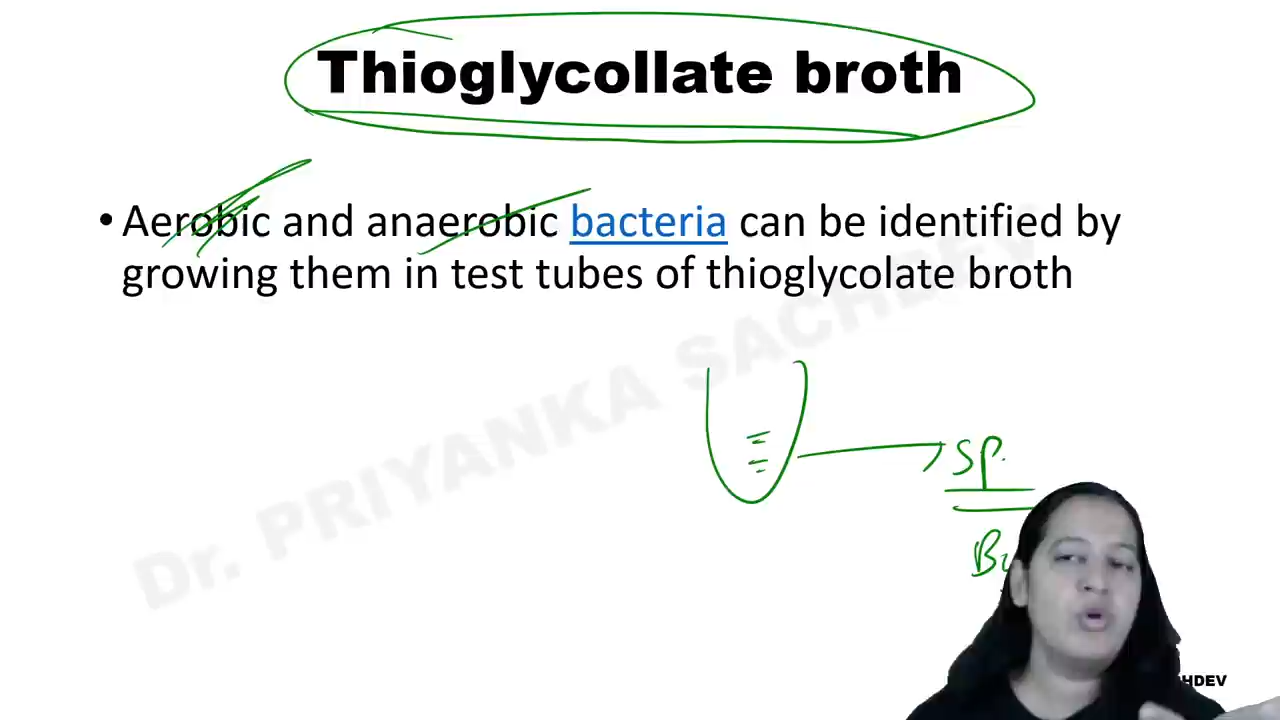 Thioglycollate broth
• Aerobic and anaerobic bacteria can be identified by
growing them in test tubes of thioglycolate broth
Dr. PRIYANKA SACHDEV
sp.